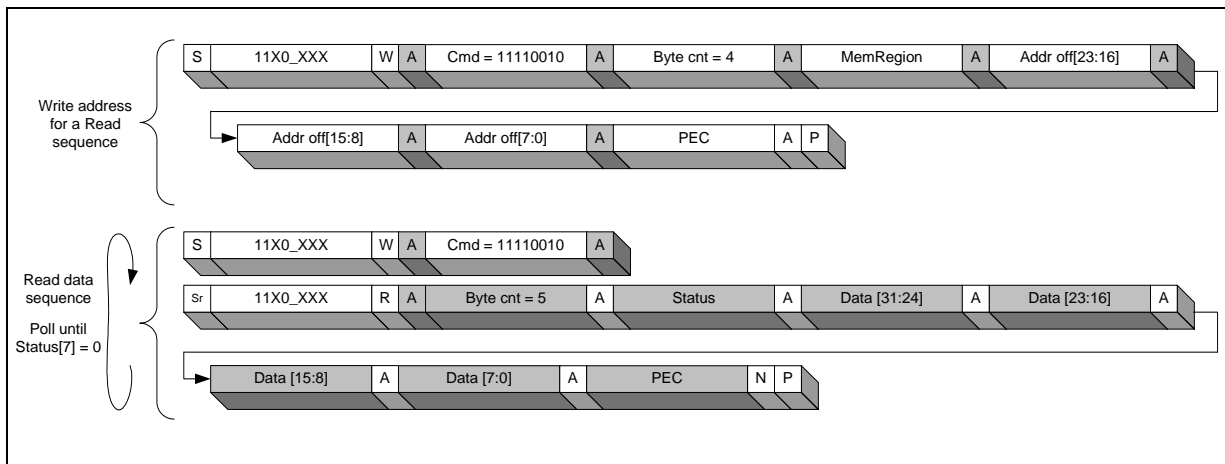 S 11X0_XXX W A Cmd = 11110010 A Byte cnt = 4 A MemRegion A Addr off[23:16] A
Write address
for a Read
sequence
Addr off[15:8] A Addr off[7:0] A PEC A P
S 11X0_XXX W A Cmd = 11110010 A
Read data
sequence
Poll until
Status[7] = 0
Sr 11X0_XXX R A Byte cnt = 5 A Status A Data [31:24] A Data [23:16] A
Data [15:8] A Data [7:0] A PEC N P